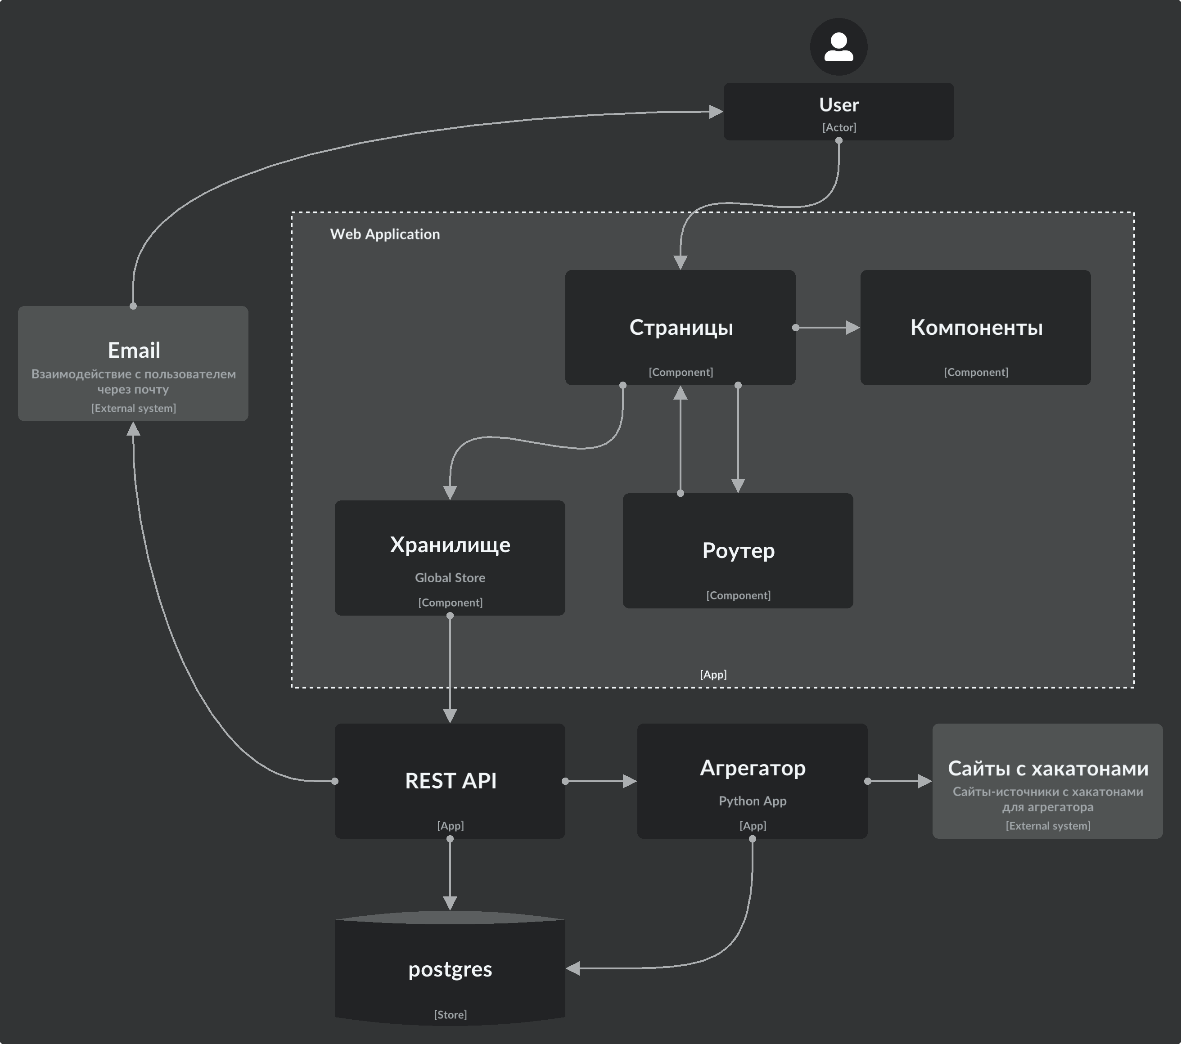 User
[Actor]
Web Application
Страницы
[Component]
Компоненты
[Component]
Email
Взаимодействие с пользователем
через почту
[External system]
Хранилище
Global Store
[Component]
Роутер
[Component]
[App]
REST API
[App]
Агрегатор
Python App
[App]
Сайты с хакатонами
Сайты-источники с хакатонами
для агрегатора
[External system]
postgres
[Store]